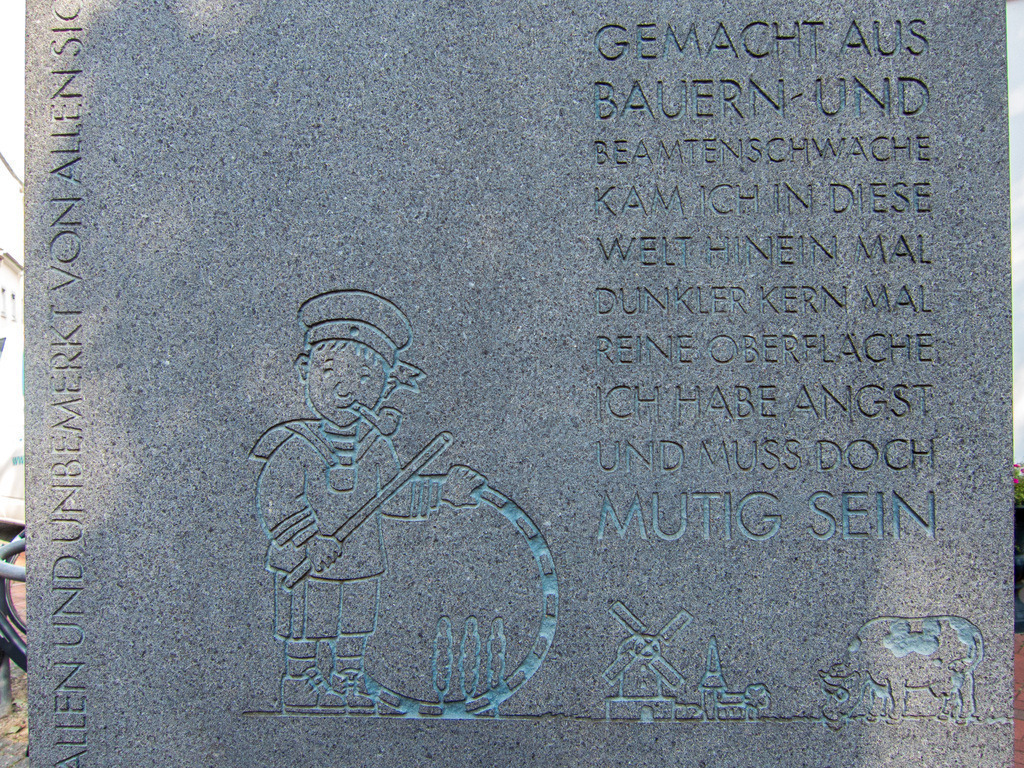 ALLEN UND UNBEMERKT VON ALLEN SIC
GEMACHT AUS
BAUERN- UND
BEAMTENSCHWÄCHE
KAM ICH IN DIESE
WELT HINEIN MAL
DUNKLER KERN MAL
REINE OBERFLÄCHE
ICH HABE ANGST
UND MUSS DOCH
MUTIG SEIN